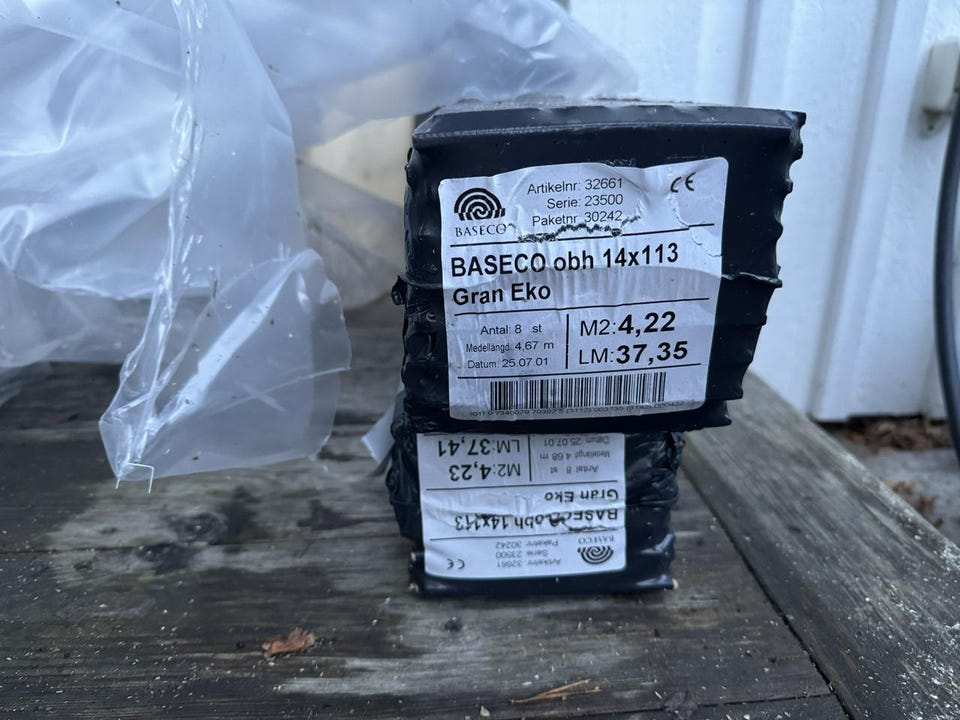 BASECO
Artikelnr: 32661
Serie: 23500
Paketnr: 30242
CE
BASECO obh 14x113
Gran Eko
Antal: 8 st
Medellängd: 4,67 m
Datum: 25.07.01
M2:4,22
LM:37,35
BASECO
Artikelnr: 32661
Serie: 23500
Paketnr: 30242
CE
BASECO obh 14x113
Gran Eko
Antal: 8 st
Medellängd: 4,68 m
Datum: 25.07.01
M2:4,23
LM:37,41